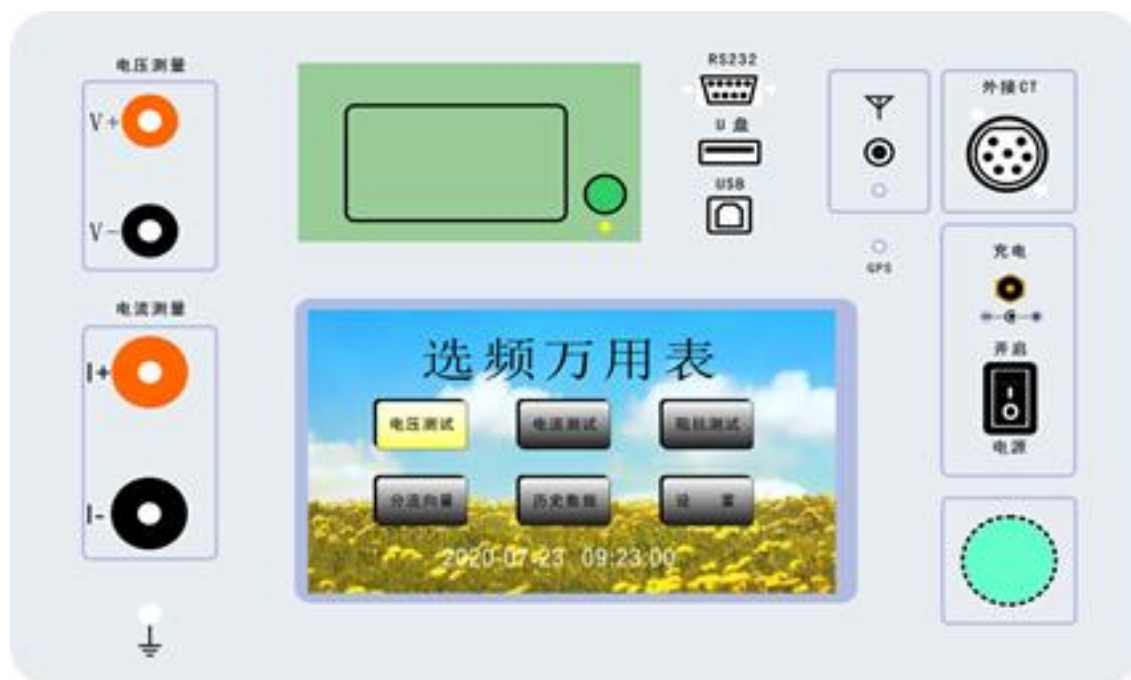 电压测量
V+
V-
电流测量
I+
I-
RS232
U 盘
USB
GPS
外接CT
充电
开启
电源
选频万用表
电压测试 电流测试 阻抗测试
分流向量 历史数据 设 置
2020-07-23 09:23:00